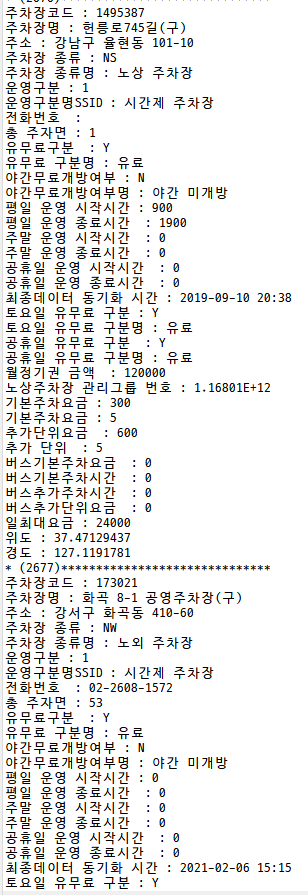 * (2676)*****************************
주차장코드 : 1495387
주차장명 : 헌릉로745길(구)
주소 : 강남구 율현동 101-10
주차장 종류 : NS
주차장 종류명 : 노상 주차장
운영구분 : 1
운영구분명SSID : 시간제 주차장
전화번호  :
총 주차면 : 1
유무료구분  : Y
유무료 구분명 : 유료
야간무료개방여부 : N
야간무료개방여부명 : 야간 미개방
평일 운영 시작시간 : 900
평일 운영 종료시간  : 1900
주말 운영 시작시간 : 0
주말 운영 종료시간 : 0
공휴일 운영 시작시간  : 0
공휴일 운영 종료시간 : 0
최종데이터 동기화 시간 : 2019-09-10 20:38
토요일 유무료 구분 : Y
토요일 유무료 구분명 : 유료
공휴일 유무료 구분  : Y
공휴일 유무료 구분명 : 유료
월정기권 금액  : 120000
노상주차장 관리그룹 번호 : 1.16801E+12
기본주차요금 : 300
기본주차요금 : 5
추가단위요금  : 600
추가 단위  : 5
버스기본주차요금  : 0
버스기본주차시간  : 0
버스추가주차시간  : 0
버스추가단위요금  : 0
일최대요금 : 24000
위도 : 37.47129437
경도 : 127.1191781
* (2677)*****************************
주차장코드 : 173021
주차장명 : 화곡 8-1 공영주차장(구)
주소 : 강서구 화곡동 410-60
주차장 종류 : NW
주차장 종류명 : 노외 주차장
운영구분 : 1
운영구분명SSID : 시간제 주차장
전화번호  : 02-2608-1572
총 주차면 : 53
유무료구분  : Y
유무료 구분명 : 유료
야간무료개방여부 : N
야간무료개방여부명 : 야간 미개방
평일 운영 시작시간 : 0
평일 운영 종료시간  : 0
주말 운영 시작시간 : 0
주말 운영 종료시간 : 0
공휴일 운영 시작시간  : 0
공휴일 운영 종료시간 : 0
최종데이터 동기화 시간 : 2021-02-06 15:15
토요일 유무료 구분 : Y